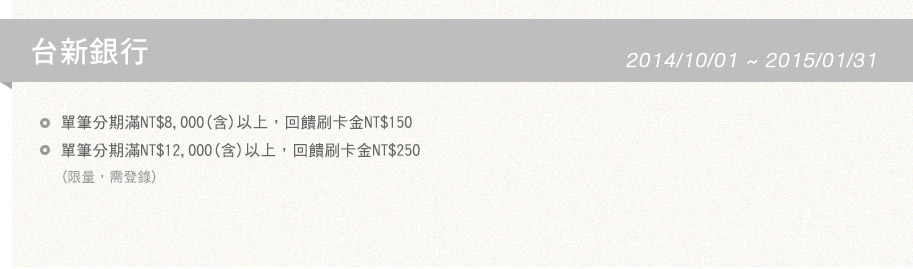 台新銀行
2014/10/01 ~ 2015/01/31
單筆分期滿NT$8,000(含)以上，回饋刷卡金NT$150
單筆分期滿NT$12,000(含)以上，回饋刷卡金NT$250
(限量，需登錄)